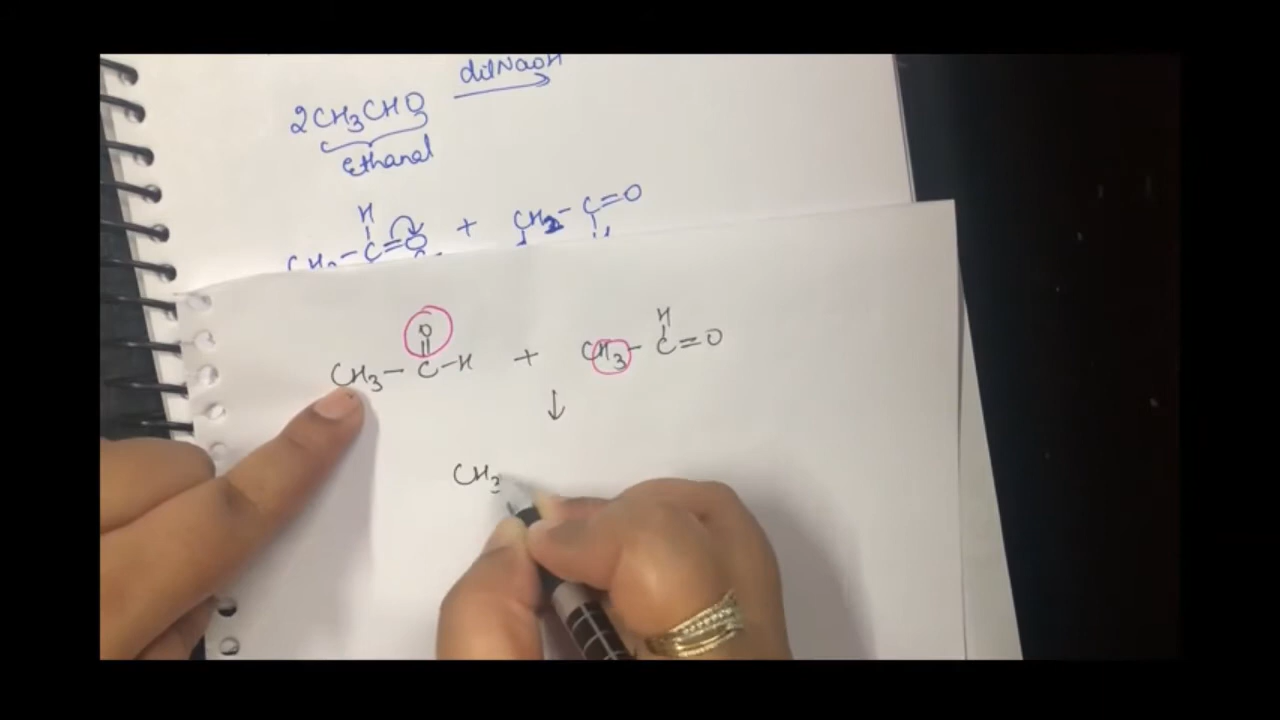 dil NaOH
2CH3CHO
Ethanal
H
CH3-C=O + CH2-C=O
O H
CH3-C-H + CH3-C=O
↓
CH3